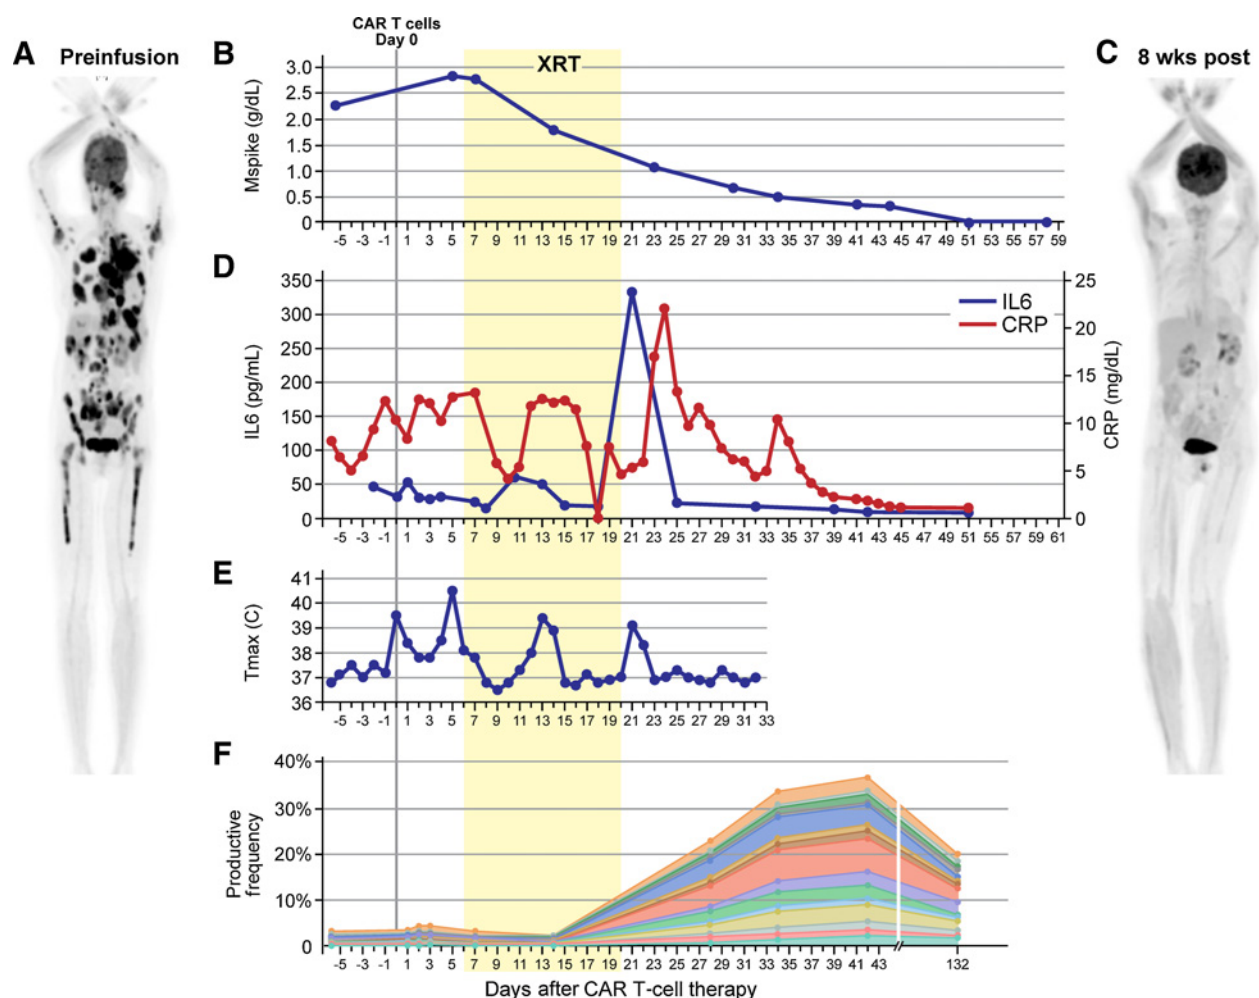 A Preinfusion
CAR T cells
Day 0
B
XRT
C 8 wks post
Mspike (g/dL)
3.0
2.5
2.0
1.5
1.0
0.5
0
-5 -3 -1 1 3 5 7 9 11 13 15 17 19 21 23 25 27 29 31 33 35 37 39 41 43 45 47 49 51 53 55 57 59
D
IL6 (pg/mL)
350
300
250
200
150
100
50
0
IL6
CRP
25
20
15
10
5
0
CRP (mg/dL)
-5 -3 -1 1 3 5 7 9 11 13 15 17 19 21 23 25 27 29 31 33 35 37 39 41 43 45 47 49 51 53 55 57 59 61
E
Tmax (C)
41
40
39
38
37
36
-5 -3 -1 1 3 5 7 9 11 13 15 17 19 21 23 25 27 29 31 33
F
Productive
frequency
40%
30%
20%
10%
0
-5 -3 -1 1 3 5 7 9 11 13 15 17 19 21 23 25 27 29 31 33 35 37 39 41 43 132
Days after CAR T-cell therapy